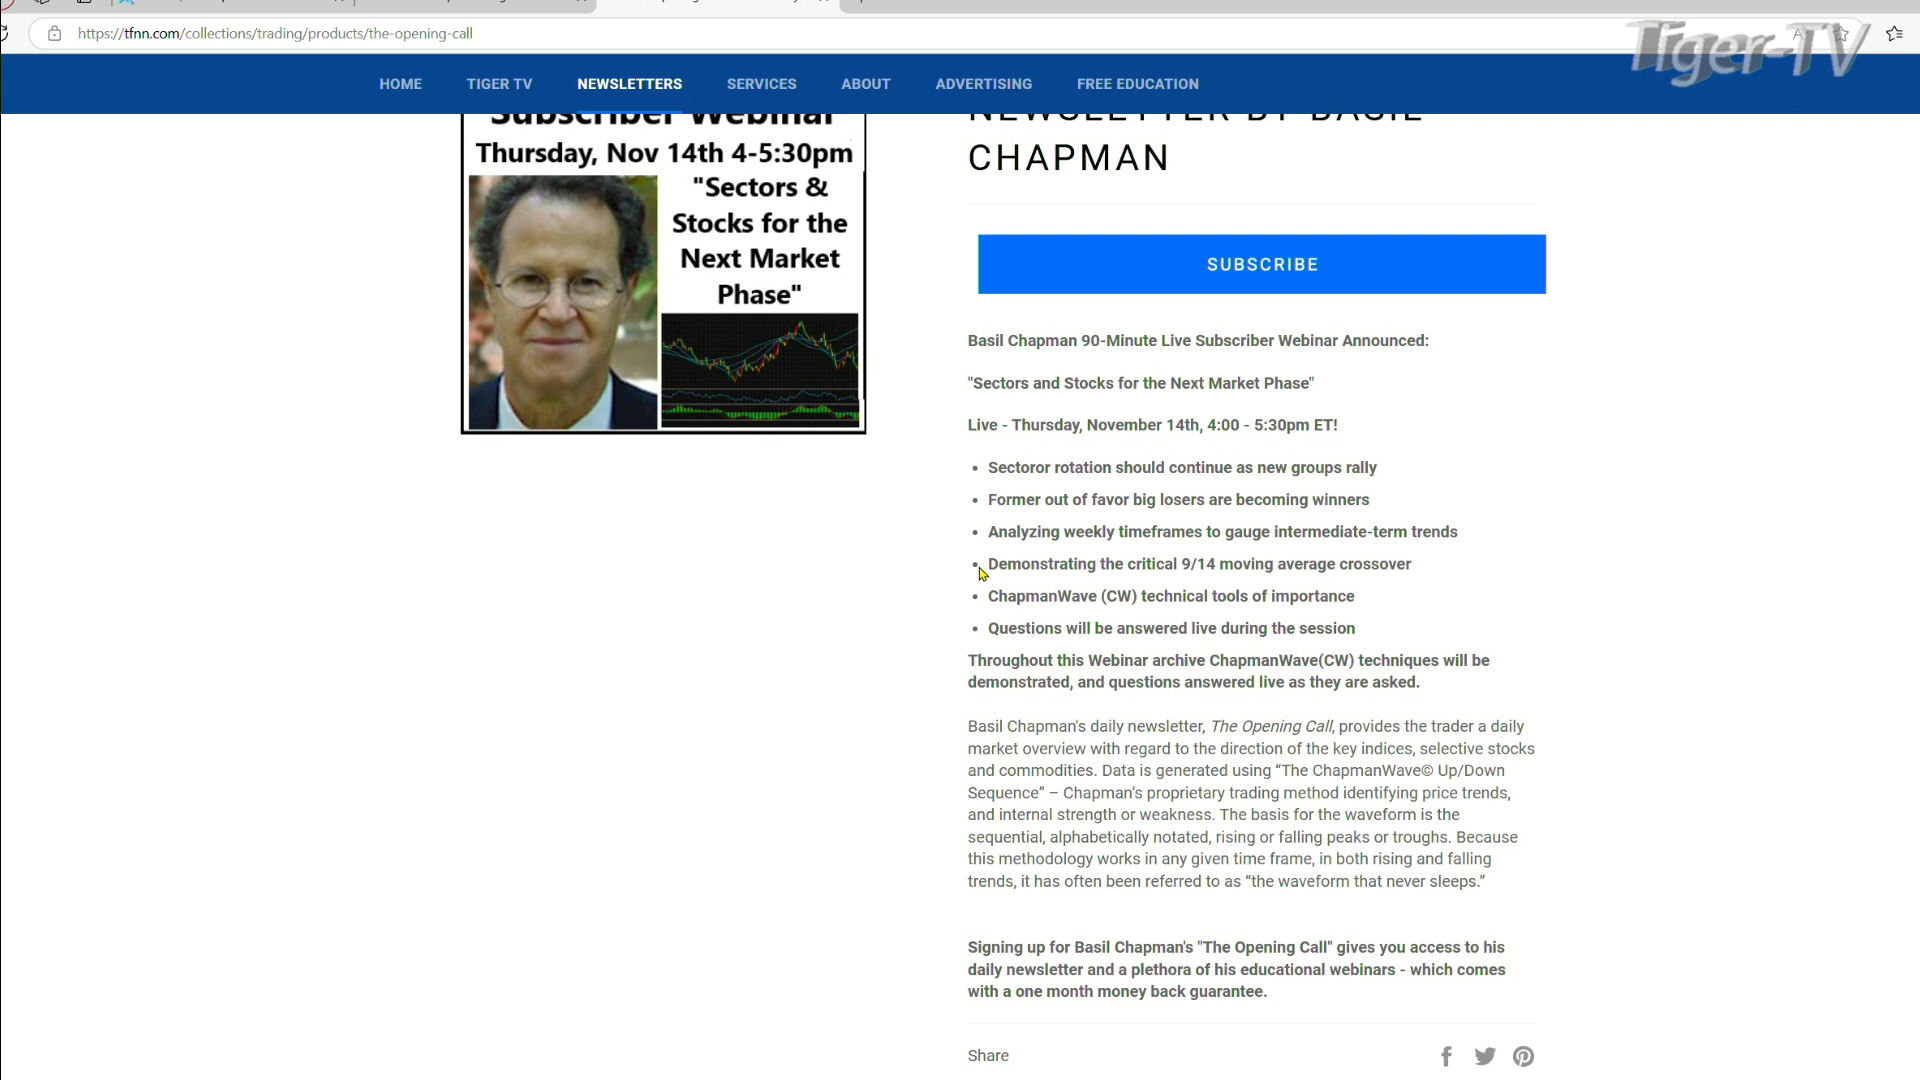 https://tfnn.com/collections/trading/products/the-opening-call
Tiger-TV
HOME TIGER TV NEWSLETTERS SERVICES ABOUT ADVERTISING FREE EDUCATION
Subscriber Webinar
Thursday, Nov 14th 4-5:30pm
"Sectors &
Stocks for the
Next Market
Phase"
NEWSLETTER BY BASIL
CHAPMAN
SUBSCRIBE
Basil Chapman 90-Minute Live Subscriber Webinar Announced:
"Sectors and Stocks for the Next Market Phase"
Live - Thursday, November 14th, 4:00 - 5:30pm ET!
• Sectoror rotation should continue as new groups rally
• Former out of favor big losers are becoming winners
• Analyzing weekly timeframes to gauge intermediate-term trends
• Demonstrating the critical 9/14 moving average crossover
• ChapmanWave (CW) technical tools of importance
• Questions will be answered live during the session
Throughout this Webinar archive ChapmanWave(CW) techniques will be
demonstrated, and questions answered live as they are asked.
Basil Chapman's daily newsletter, The Opening Call, provides the trader a daily
market overview with regard to the direction of the key indices, selective stocks
and commodities. Data is generated using “The ChapmanWave© Up/Down
Sequence” – Chapman’s proprietary trading method identifying price trends,
and internal strength or weakness. The basis for the waveform is the
sequential, alphabetically notated, rising or falling peaks or troughs. Because
this methodology works in any given time frame, in both rising and falling
trends, it has often been referred to as “the waveform that never sleeps.”
Signing up for Basil Chapman's "The Opening Call" gives you access to his
daily newsletter and a plethora of his educational webinars - which comes
with a one month money back guarantee.
Share